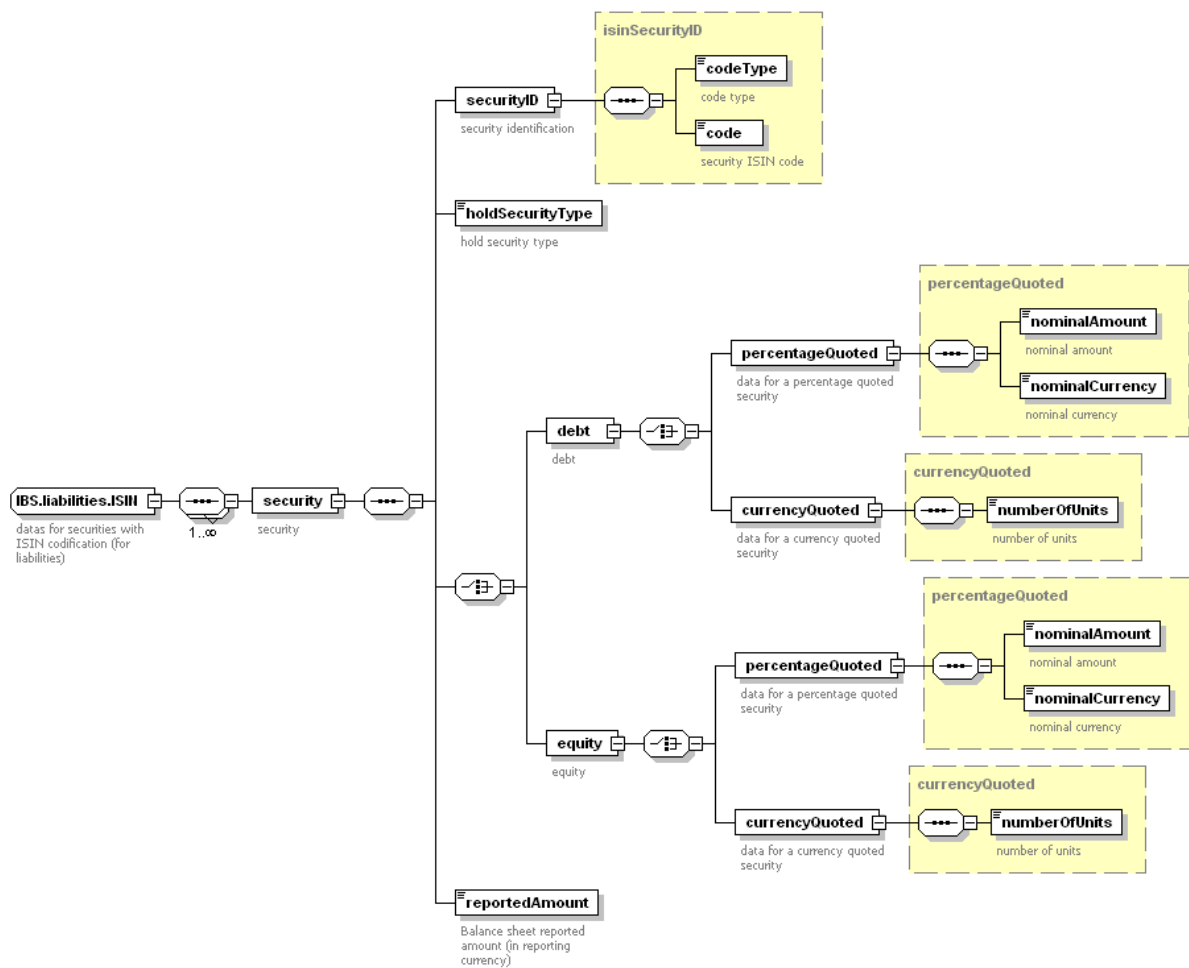 isinSecurityID
codeType
code type
code
security ISIN code
securityID
security identification
holdSecurityType
hold security type
percentageQuoted
nominalAmount
nominal amount
nominalCurrency
nominal currency
percentageQuoted
data for a percentage quoted
security
debt
debt
currencyQuoted
numberOfUnits
number of units
currencyQuoted
data for a currency quoted
security
IBS.liabilities.ISIN
datas for securities with
ISIN codification (for
liabilities)
1..∞
security
security
percentageQuoted
nominalAmount
nominal amount
nominalCurrency
nominal currency
percentageQuoted
data for a percentage quoted
security
equity
equity
currencyQuoted
numberOfUnits
number of units
currencyQuoted
data for a currency quoted
security
reportedAmount
Balance sheet reported
amount (in reporting
currency)